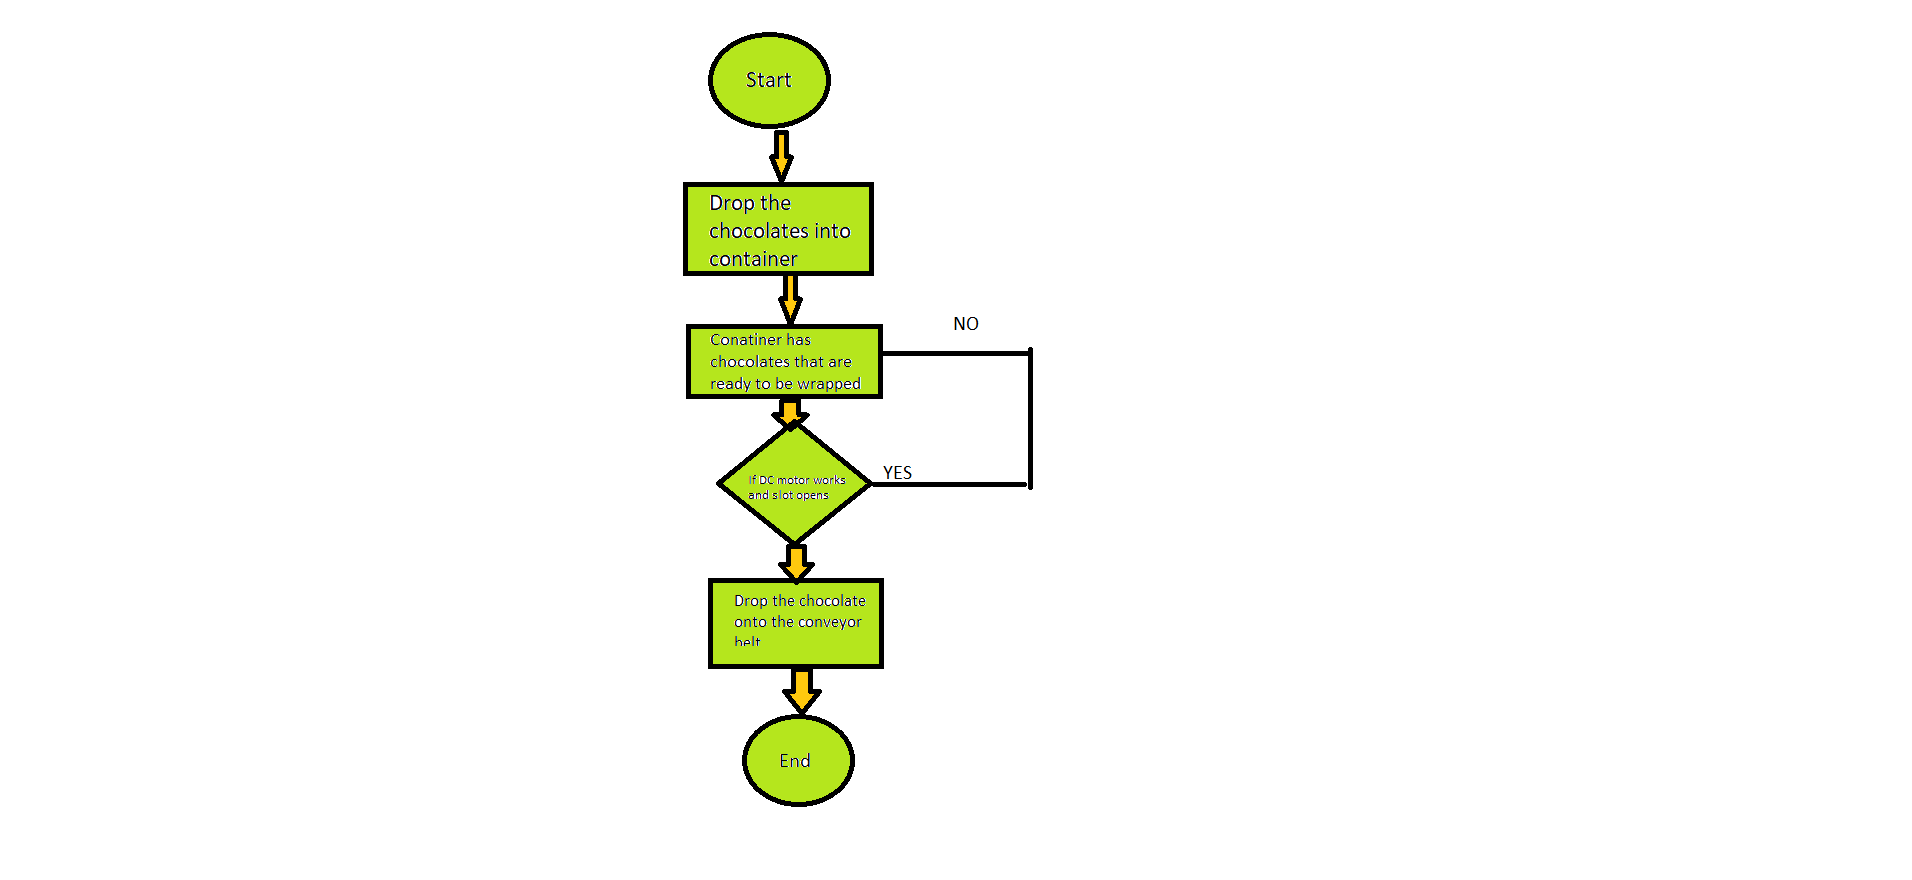 Start
Drop the
chocolates into
container
Conatiner has
chocolates that are
ready to be wrapped
NO
If DC motor works
and slot opens
YES
Drop the chocolate
onto the conveyor
belt
End